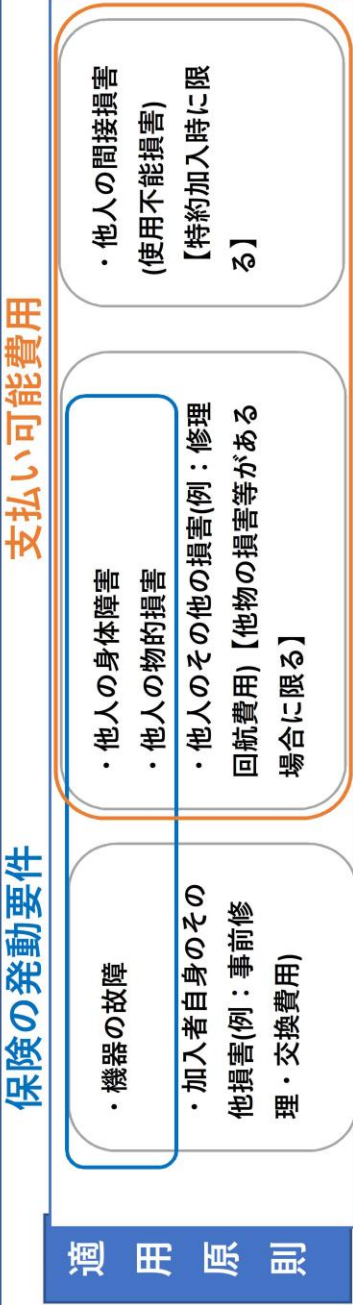 保険の発動要件
支払い可能費用
適用原則
・機器の故障
・加入者自身のその
他損害(例：事前修
理・交換費用)
・他人の身体障害
・他人の物的損害
・他人のその他の損害(例：修理
回航費用)【他物の損害等がある
場合に限る】
・他人の間接損害
(使用不能損害)
【特約加入時に限
る】